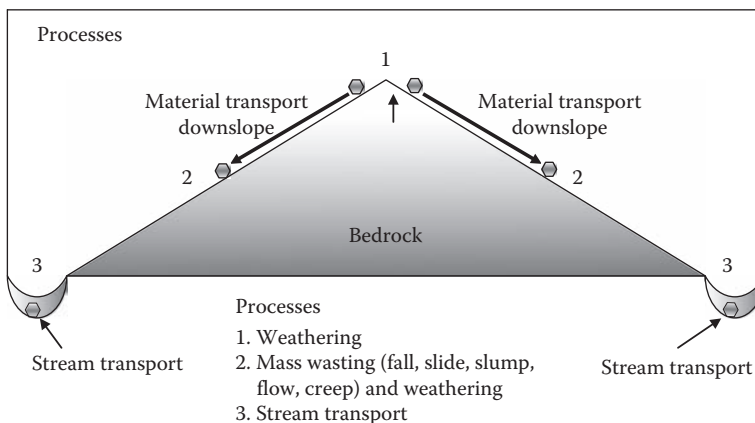 Processes
1
Material transport
downslope
Material transport
downslope
2
2
Bedrock
3
3
Processes
1. Weathering
2. Mass wasting (fall, slide, slump,
flow, creep) and weathering
3. Stream transport
Stream transport
Stream transport